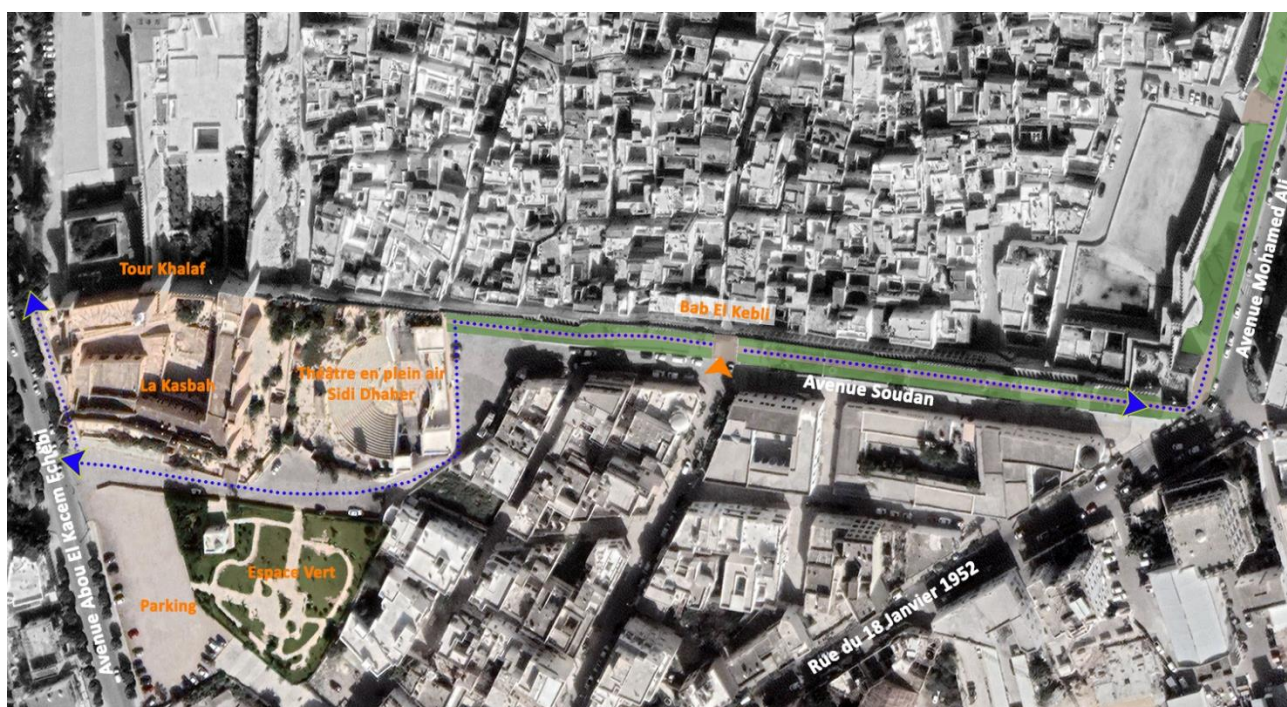 Tour Khalaf
Bab El Kebli
La Kasbah
Théâtre en plein air
Sidi Dhaher
Avenue Soudan
Avenue Mohamed Ali
Espace Vert
Parking
Avenue Abou El Kacem Echebi
Rue du 18 Janvier 1952